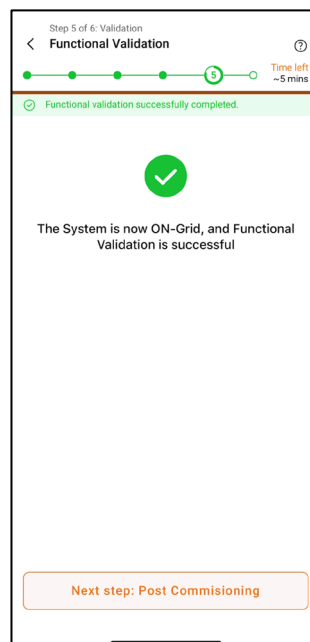 Step 5 of 6: Validation
Functional Validation
?
5
Time left
~5 mins
Functional validation successfully completed.
The System is now ON-Grid, and Functional
Validation is successful
Next step: Post Commisioning